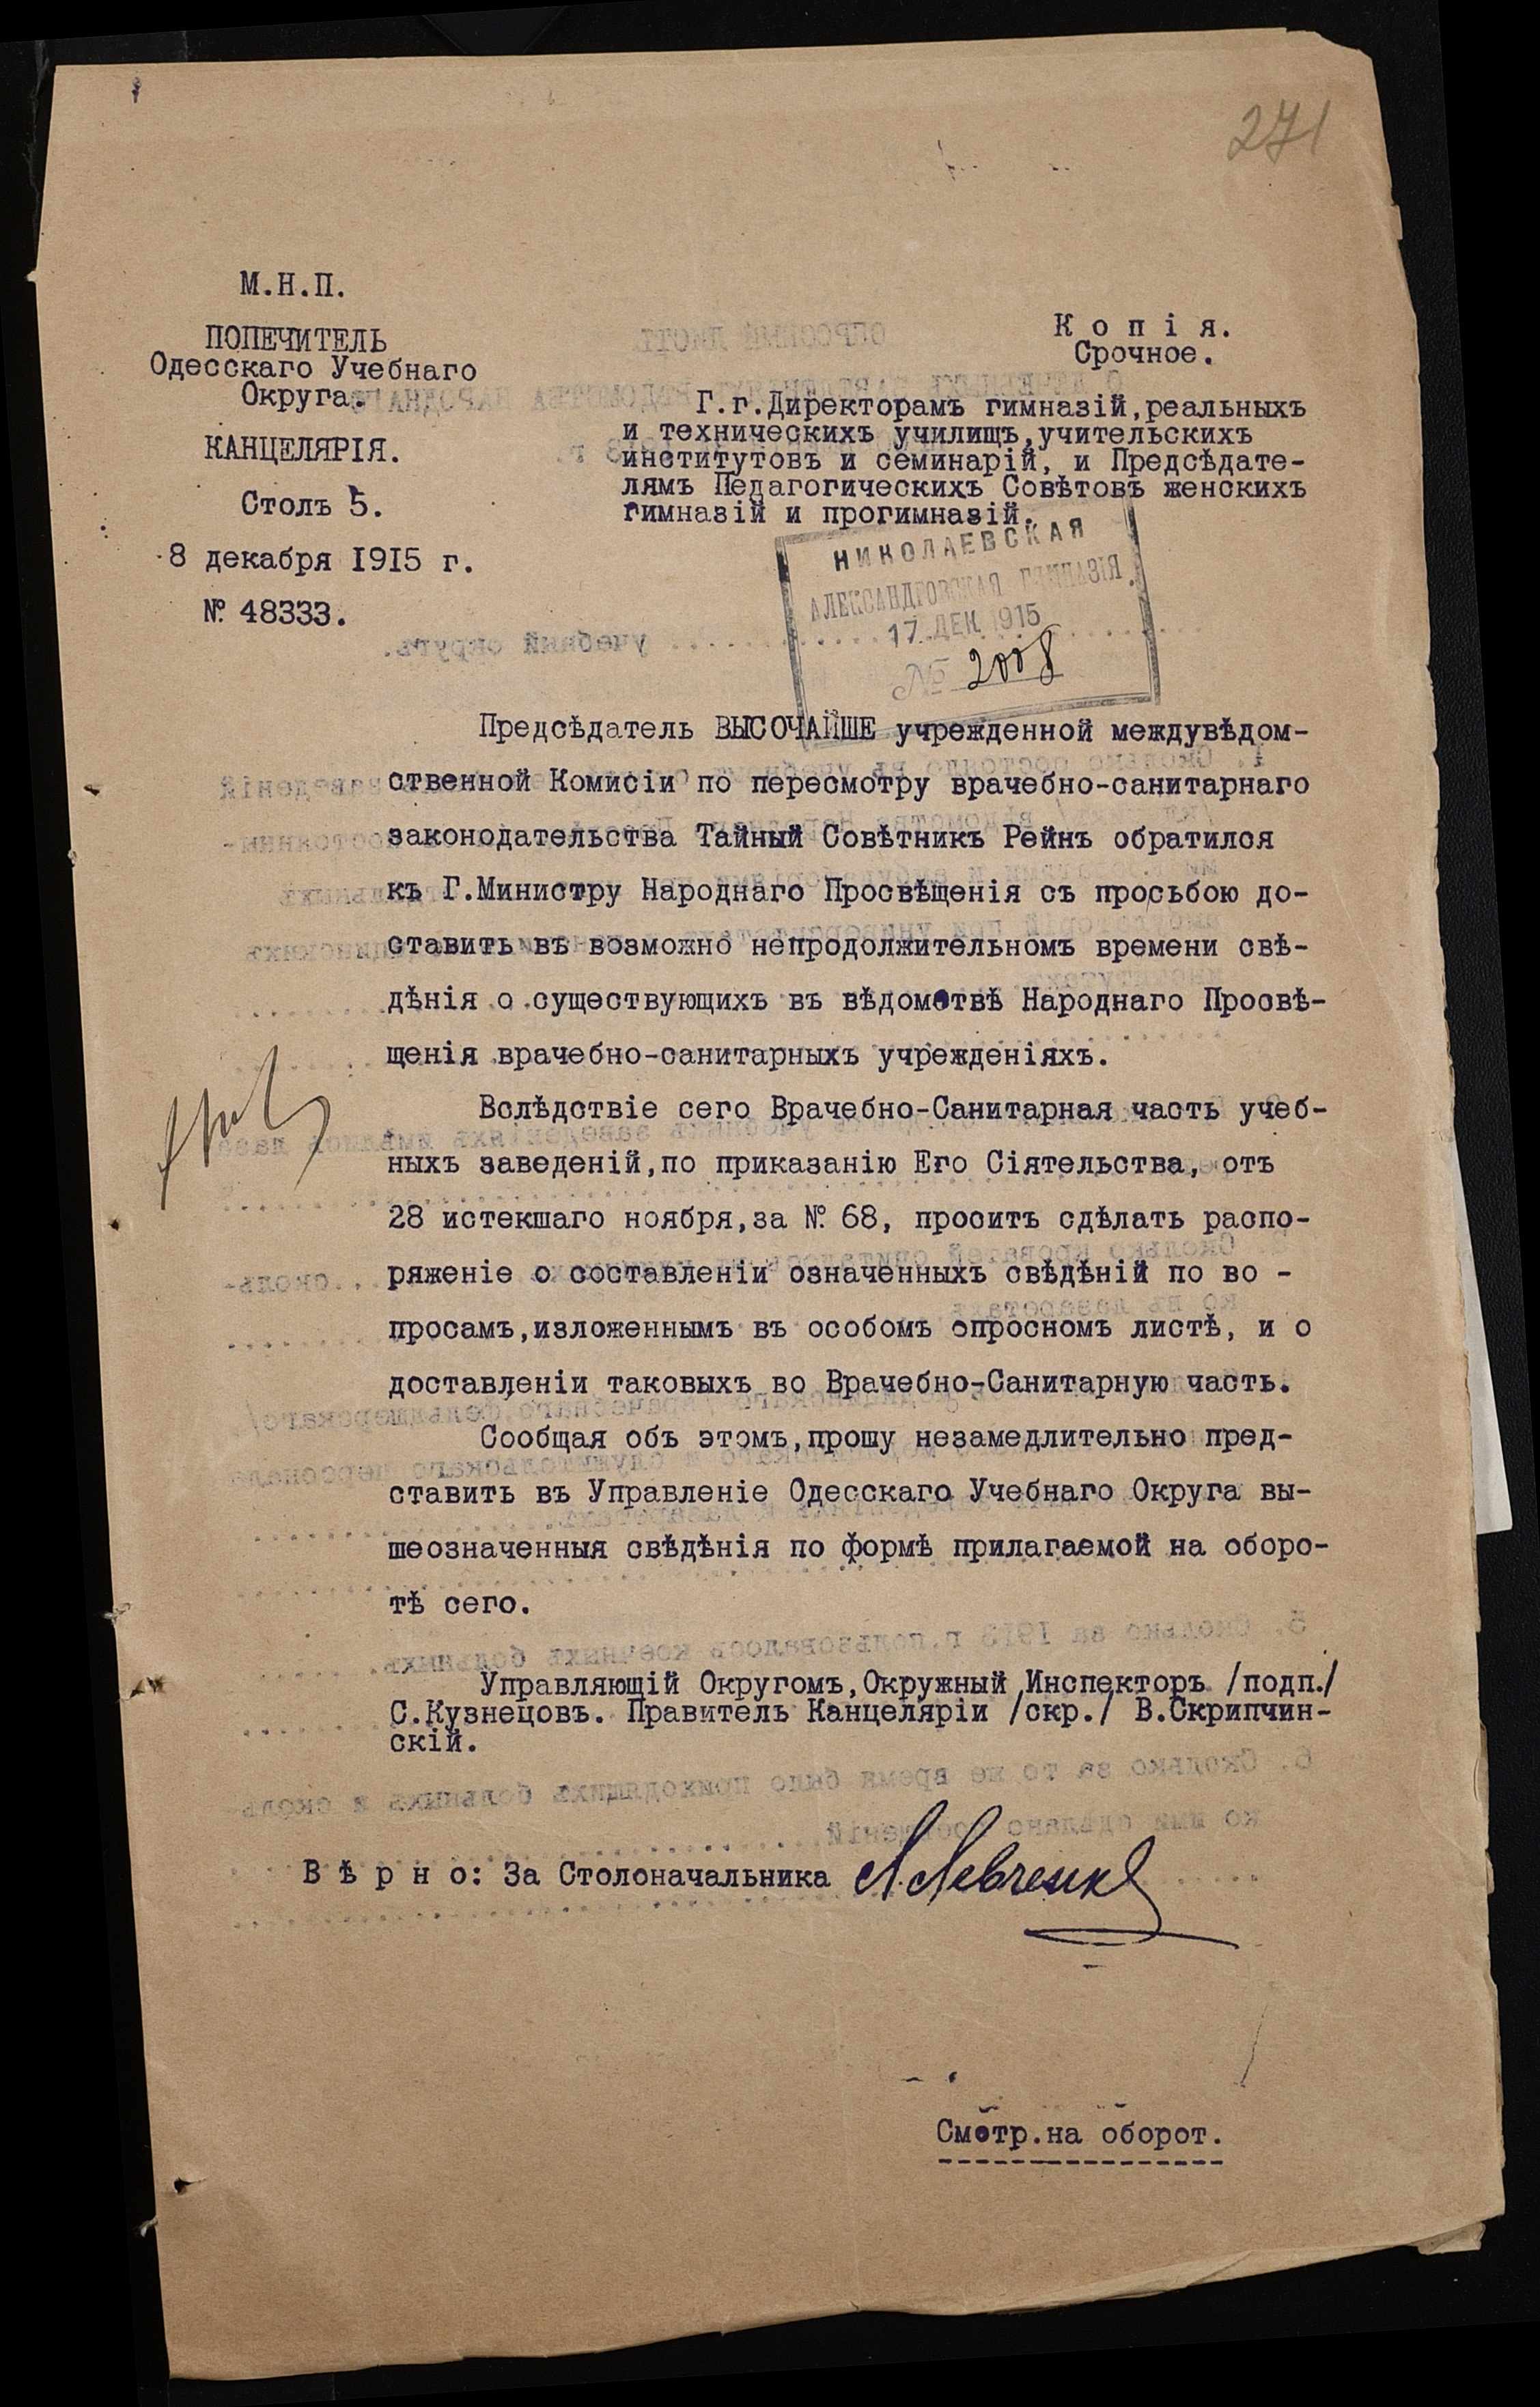 271
М.Н.П.
ПОПЕЧИТЕЛЬ
Одесскаго Учебнаго
Округа.
КАНЦЕЛЯРІЯ.
Столъ 5.
8 декабря 1915 г.
№ 48333.
К о п і я.
Срочное.
Г.г.Директорамъ гимназій,реальныхъ
и техническихъ училищъ,учительскихъ
институтовъ и семинарій, и Предсѣдате-
лямъ Педагогическихъ Совѣтовъ женскихъ
гимназій и прогимназій.
НИКОЛАЕВСКАЯ
АЛЕКСАНДРОВСКАЯ ГИМНАЗІЯ.
17.ДЕК.1915
№ 2008
Предсѣдатель ВЫСОЧАЙШЕ учрежденной междувѣдом-
ственной Комисіи по пересмотру врачебно-санитарнаго
законодательства Тайный Совѣтникъ Рейнъ обратился
къ Г.Министру Народнаго Просвѣщенія съ просьбою до-
ставить въ возможно непродолжительномъ времени свѣ-
дѣнія о существующихъ въ вѣдомствѣ Народнаго Просвѣ-
щенія врачебно-санитарныхъ учрежденіяхъ.
Вслѣдствіе сего Врачебно-Санитарная часть учеб-
ныхъ заведеній,по приказанію Его Сіятельства, отъ
28 истекшаго ноября,за № 68, проситъ сдѣлать распо-
ряженіе о составленіи означенныхъ свѣдѣній по во -
просамъ,изложеннымъ въ особомъ опросномъ листѣ, и о
доставленіи таковыхъ во Врачебно-Санитарную часть.
Сообщая объ этомъ,прошу незамедлительно пред-
ставить въ Управленіе Одесскаго Учебнаго Округа вы-
шеозначенныя свѣдѣнія по формѣ прилагаемой на оборо-
тѣ сего.
Управляющій Округомъ,Окружный Инспекторъ /подп./
С.Кузнецовъ. Правитель Канцеляріи /скр./ В.Скрипчин-
скій.
В ѣ р н о: За Столоначальника Л.Левченко
Смотр.на оборот.